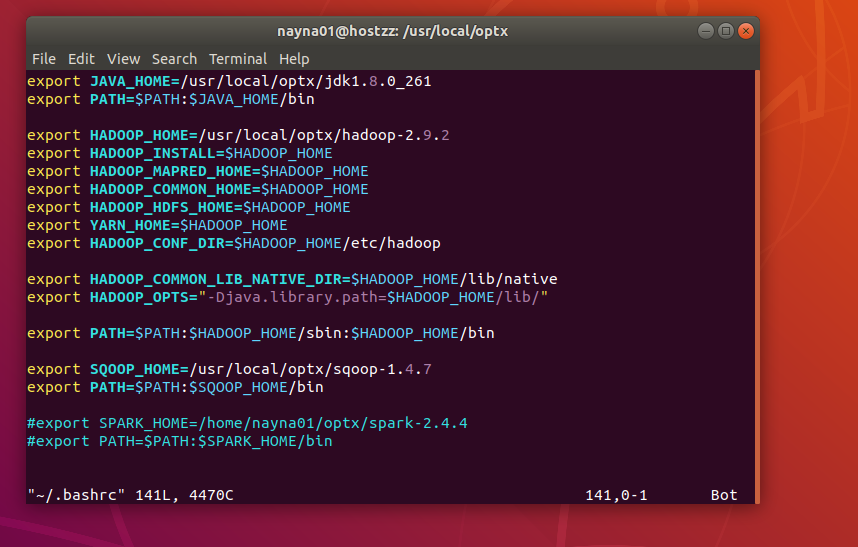 nayna01@hostzz: /usr/local/optx
File Edit View Search Terminal Help
export JAVA_HOME=/usr/local/optx/jdk1.8.0_261
export PATH=$PATH:$JAVA_HOME/bin
export HADOOP_HOME=/usr/local/optx/hadoop-2.9.2
export HADOOP_INSTALL=$HADOOP_HOME
export HADOOP_MAPRED_HOME=$HADOOP_HOME
export HADOOP_COMMON_HOME=$HADOOP_HOME
export HADOOP_HDFS_HOME=$HADOOP_HOME
export YARN_HOME=$HADOOP_HOME
export HADOOP_CONF_DIR=$HADOOP_HOME/etc/hadoop
export HADOOP_COMMON_LIB_NATIVE_DIR=$HADOOP_HOME/lib/native
export HADOOP_OPTS="-Djava.library.path=$HADOOP_HOME/lib/"
export PATH=$PATH:$HADOOP_HOME/sbin:$HADOOP_HOME/bin
export SQOOP_HOME=/usr/local/optx/sqoop-1.4.7
export PATH=$PATH:$SQOOP_HOME/bin
#export SPARK_HOME=/home/nayna01/optx/spark-2.4.4
#export PATH=$PATH:$SPARK_HOME/bin
"~/.bashrc" 141L, 4470C 141,0-1 Bot